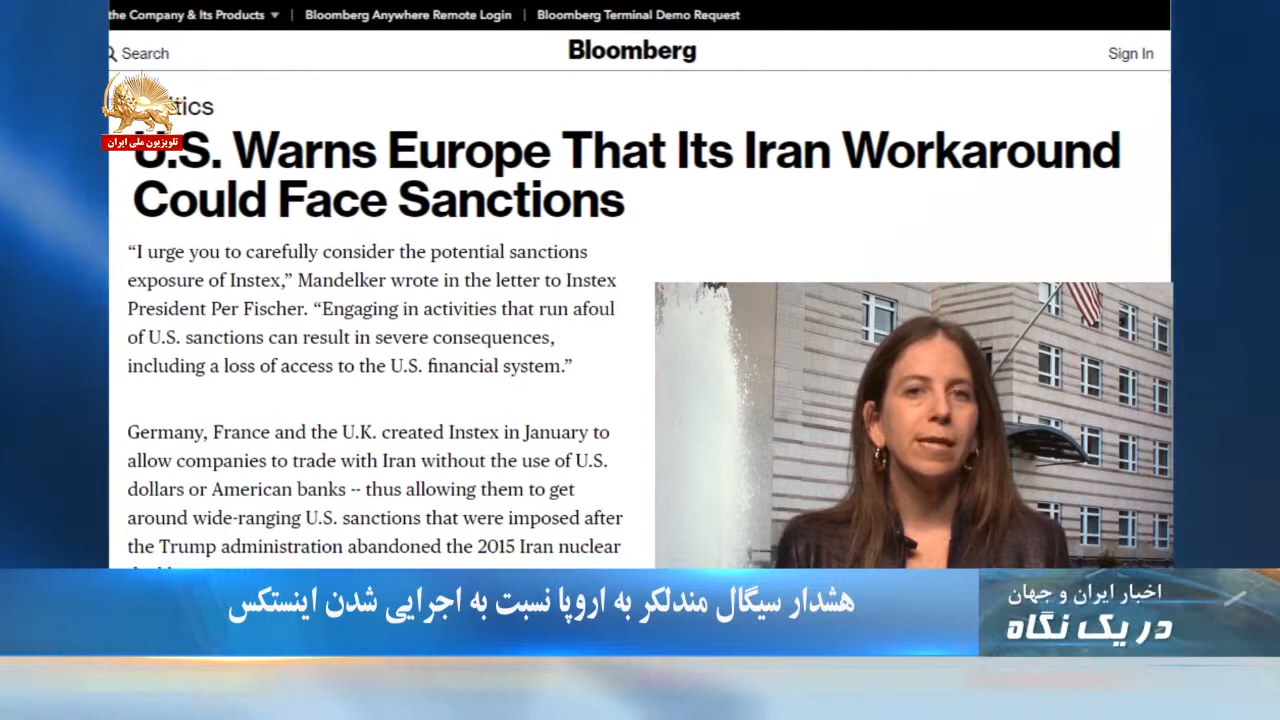 the Company & Its Products ▼ | Bloomberg Anywhere Remote Login | Bloomberg Terminal Demo Request
Search
Bloomberg
Sign In
تلویزیون ملی ایران
U.S. Warns Europe That Its Iran Workaround
Could Face Sanctions
“I urge you to carefully consider the potential sanctions
exposure of Instex,” Mandelker wrote in the letter to Instex
President Per Fischer. “Engaging in activities that run afoul
of U.S. sanctions can result in severe consequences,
including a loss of access to the U.S. financial system.”
Germany, France and the U.K. created Instex in January to
allow companies to trade with Iran without the use of U.S.
dollars or American banks -- thus allowing them to get
around wide-ranging U.S. sanctions that were imposed after
the Trump administration abandoned the 2015 Iran nuclear
هشدار سیگال مندلکر به اروپا نسبت به اجرایی شدن اینستکس
اخبار ایران و جهان
در یک نگاه